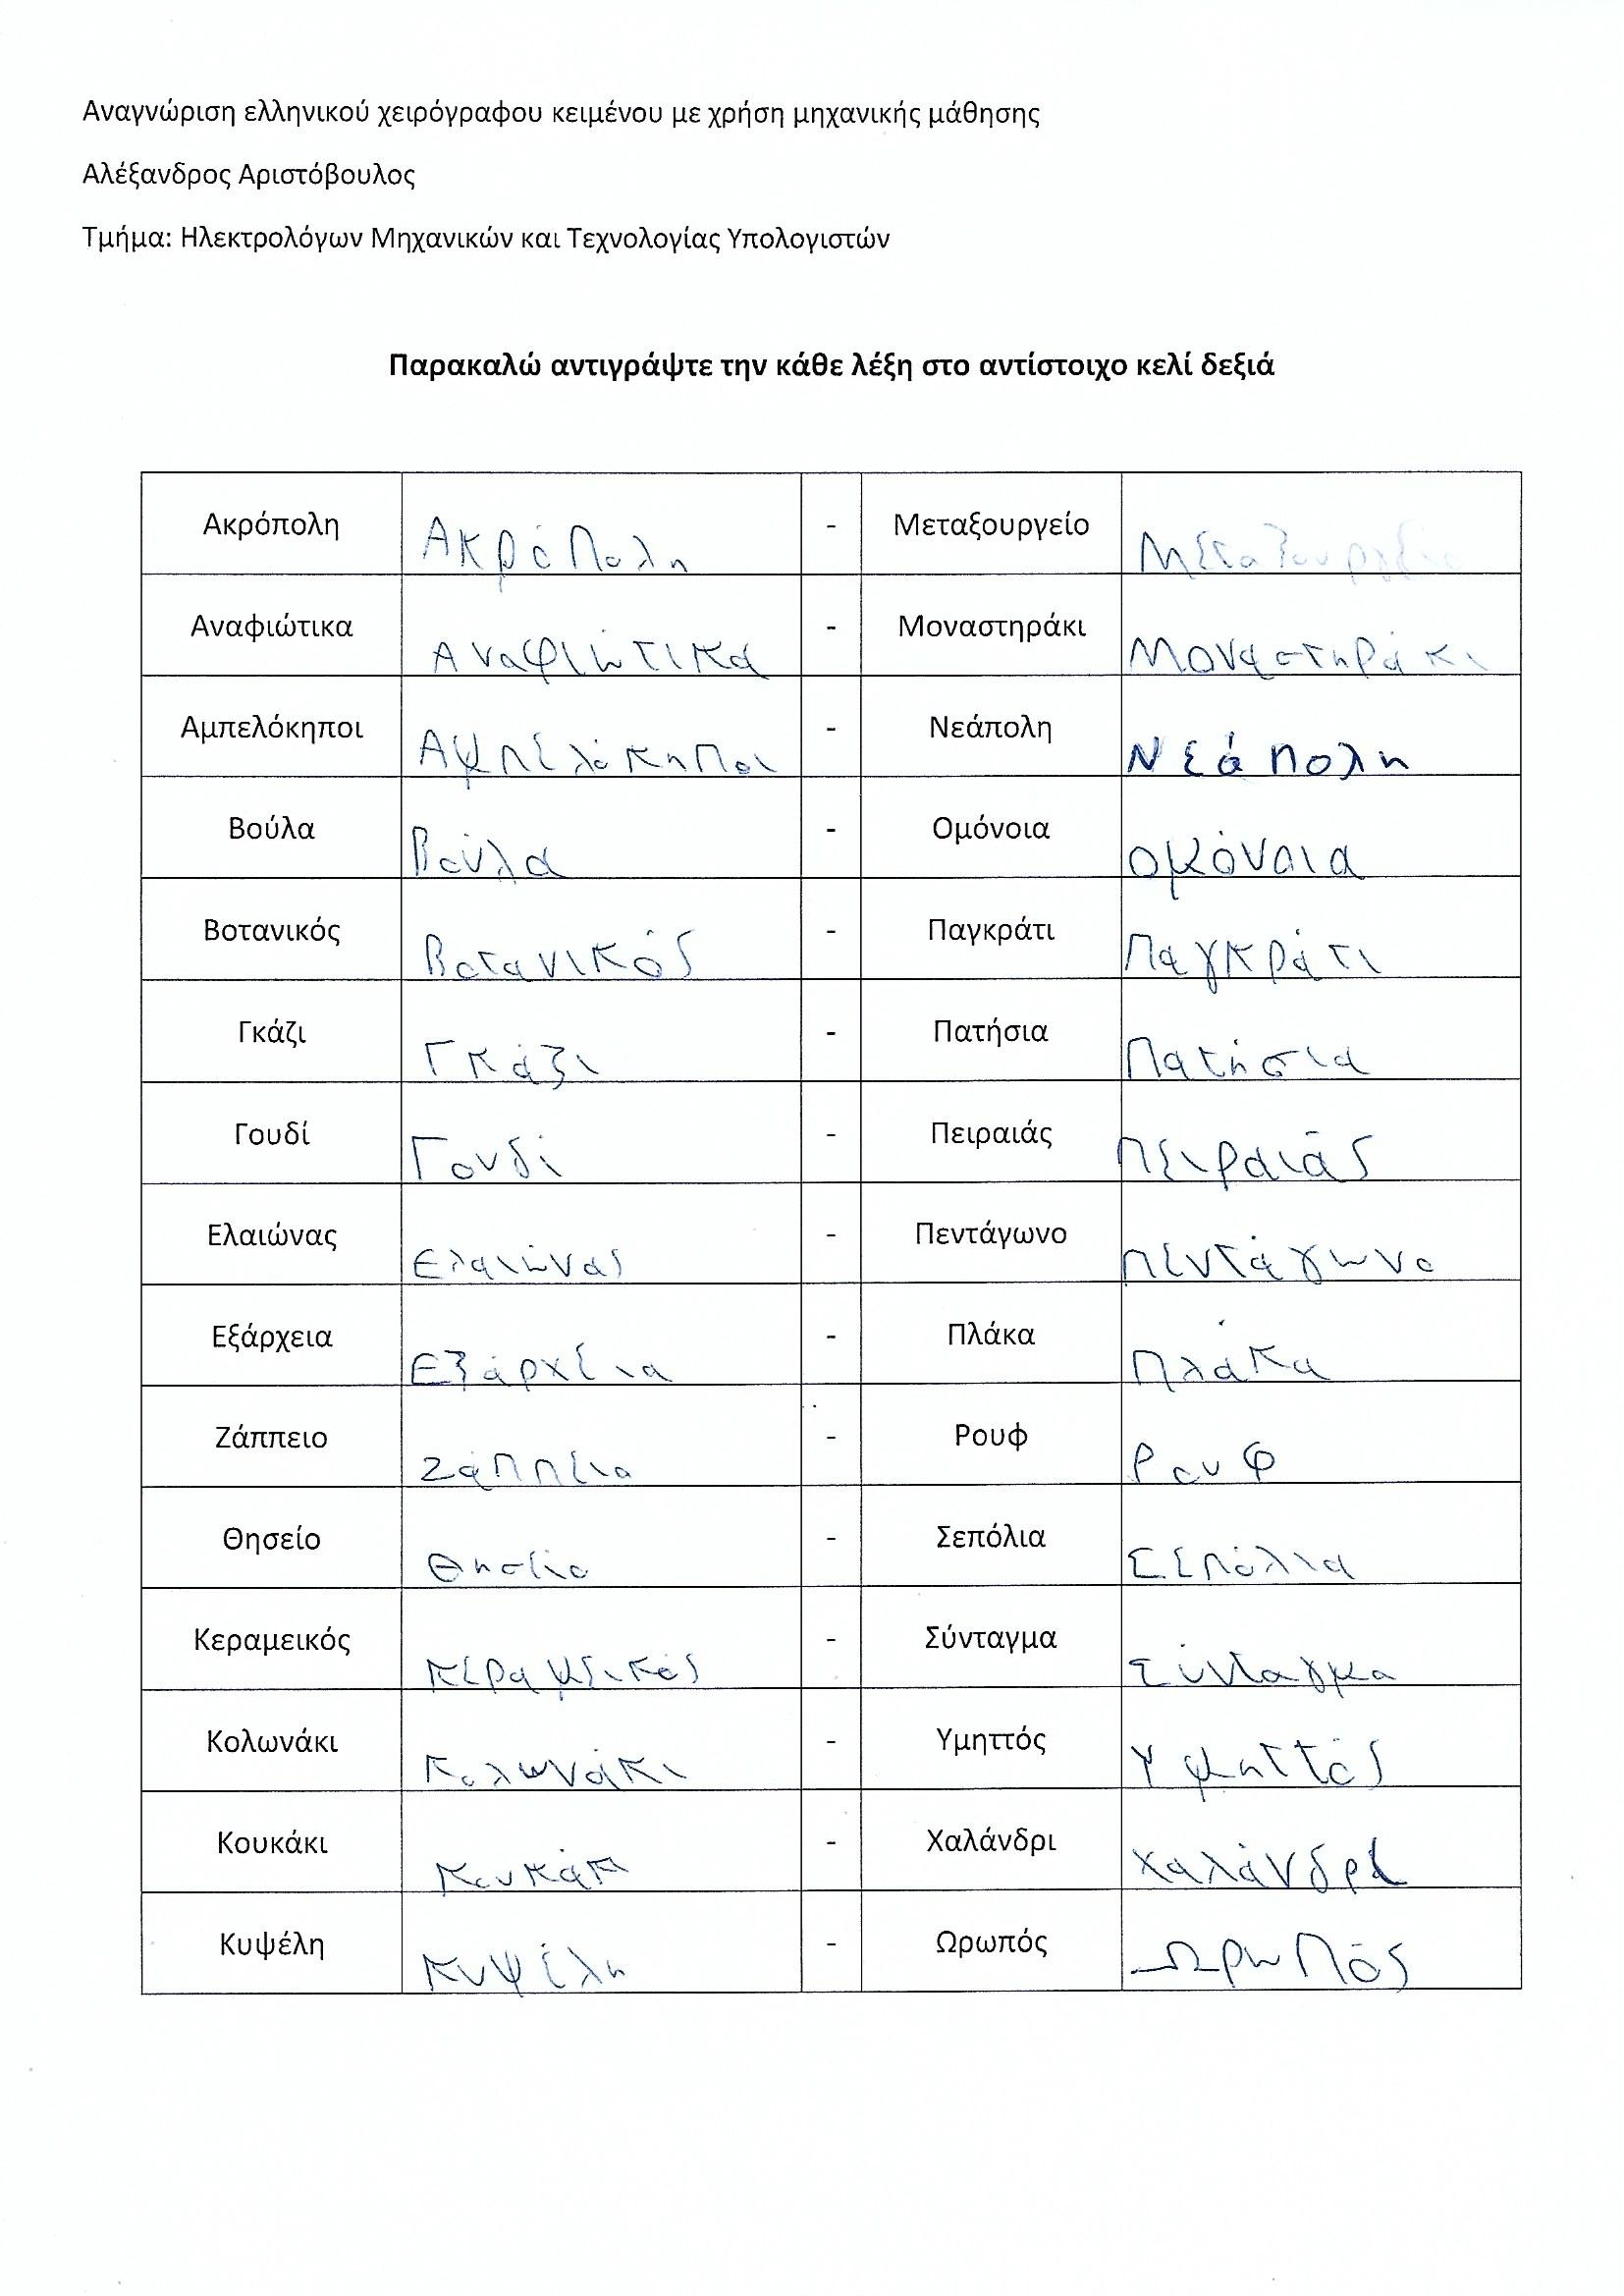 Αναγνώριση ελληνικού χειρόγραφου κειμένου με χρήση μηχανικής μάθησης
Αλέξανδρος Αριστόβουλος
Τμήμα: Ηλεκτρολόγων Μηχανικών και Τεχνολογίας Υπολογιστών
Παρακαλώ αντιγράψτε την κάθε λέξη στο αντίστοιχο κελί δεξιά
Ακρόπολη Ακρόπολη - Μεταξουργείο Μεταξουργείο
Αναφιώτικα Αναφιώτικα - Μοναστηράκι Μοναστηράκι
Αμπελόκηποι Αμπελόκηποι - Νεάπολη Νεάπολη
Βούλα Βούλα - Ομόνοια Ομόνοια
Βοτανικός Βοτανικός - Παγκράτι Παγκράτι
Γκάζι Γκάζι - Πατήσια Πατήσια
Γουδί Γουδί - Πειραιάς Πειραιάς
Ελαιώνας Ελαιώνας - Πεντάγωνο Πεντάγωνο
Εξάρχεια Εξάρχεια - Πλάκα Πλάκα
Ζάππειο Ζάππειο - Ρουφ Ρουφ
Θησείο Θησείο - Σεπόλια Σεπόλια
Κεραμεικός Κεραμεικός - Σύνταγμα Σύνταγμα
Κολωνάκι Κολωνάκι - Υμηττός Υμηττός
Κουκάκι Κουκάκι - Χαλάνδρι Χαλάνδρι
Κυψέλη Κυψέλη - Ωρωπός Ωρωπός